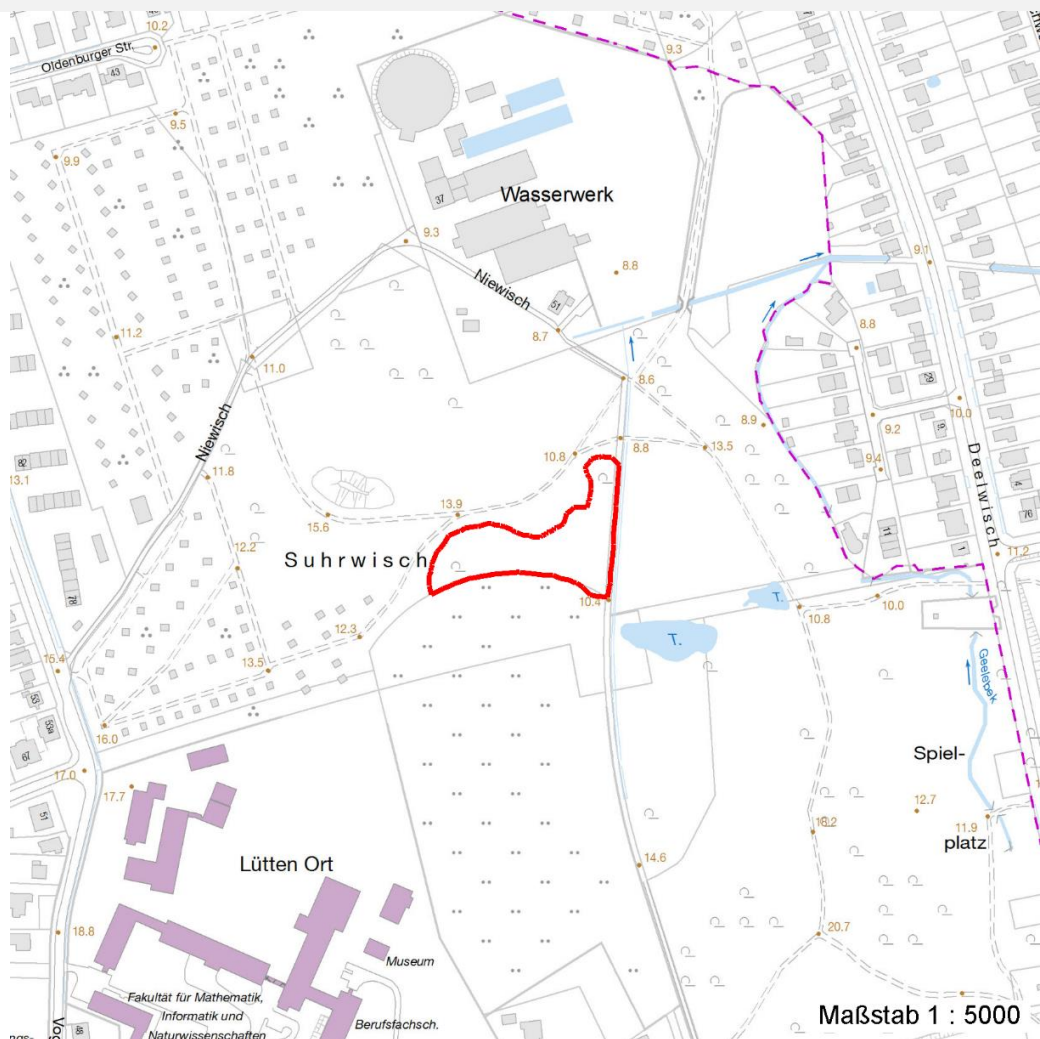 10.2
Oldenburger Str.
43
9.3
9.5
9.9
37
Wasserwerk
9.3
8.8
9.1
Niewisch
51
8.7
8.8
11.2
11.0
8.6
29
10.0
Niewisch
8.9
9.2
9.
13.5
8.8
10.8
9.4
Deelwisch
82
13.1
11.8
4
76
13.9
15.6
11
1
11.2
12.2
Suhrwisch
78
10.4
T.
10.8
10.0
12.3
T.
15.4
13.5
Geelebek
53
53a
67
16.0
17.0
17.7
Spiel-
51
12.7
11.9
18.2
platz
Lütten Ort
14.6
18.8
20.7
Museum
Fakultät für Mathematik,
Informatik und
Naturwissenschaften
Berufsfachsch.
48
Maßstab 1 : 5000